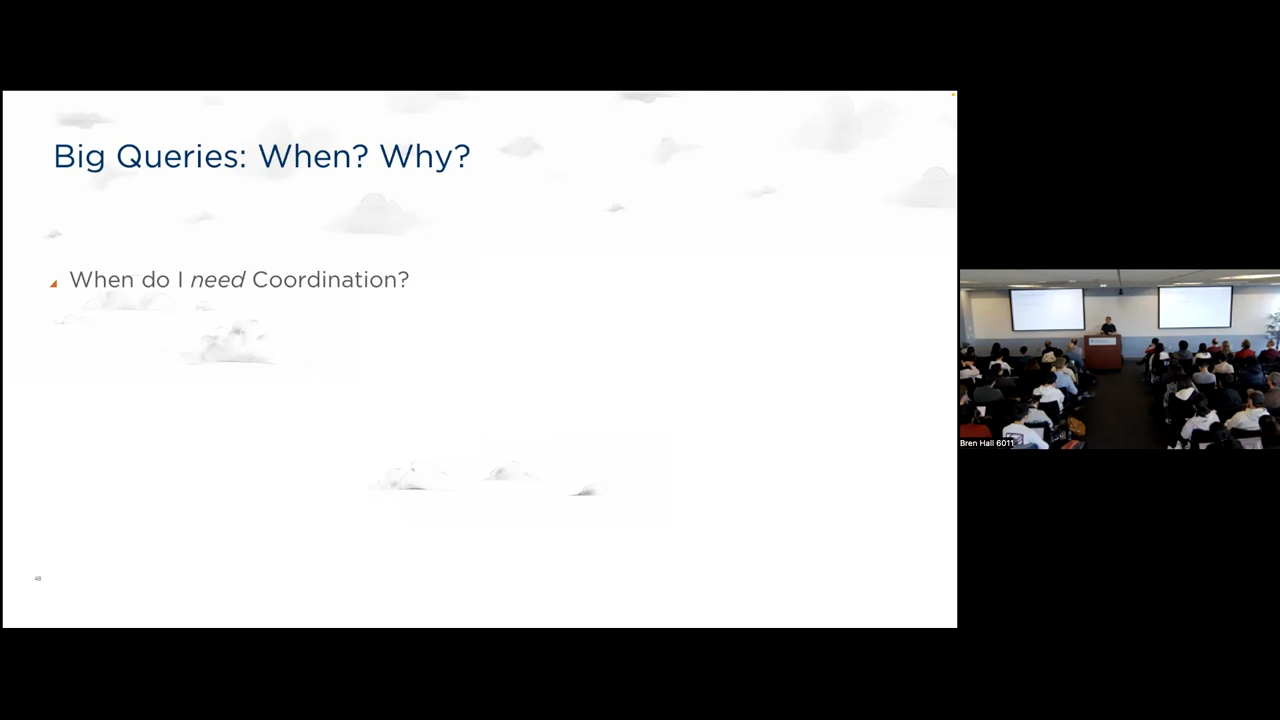 Big Queries: When? Why?
When do I need Coordination?
48
Bren Hall 6011